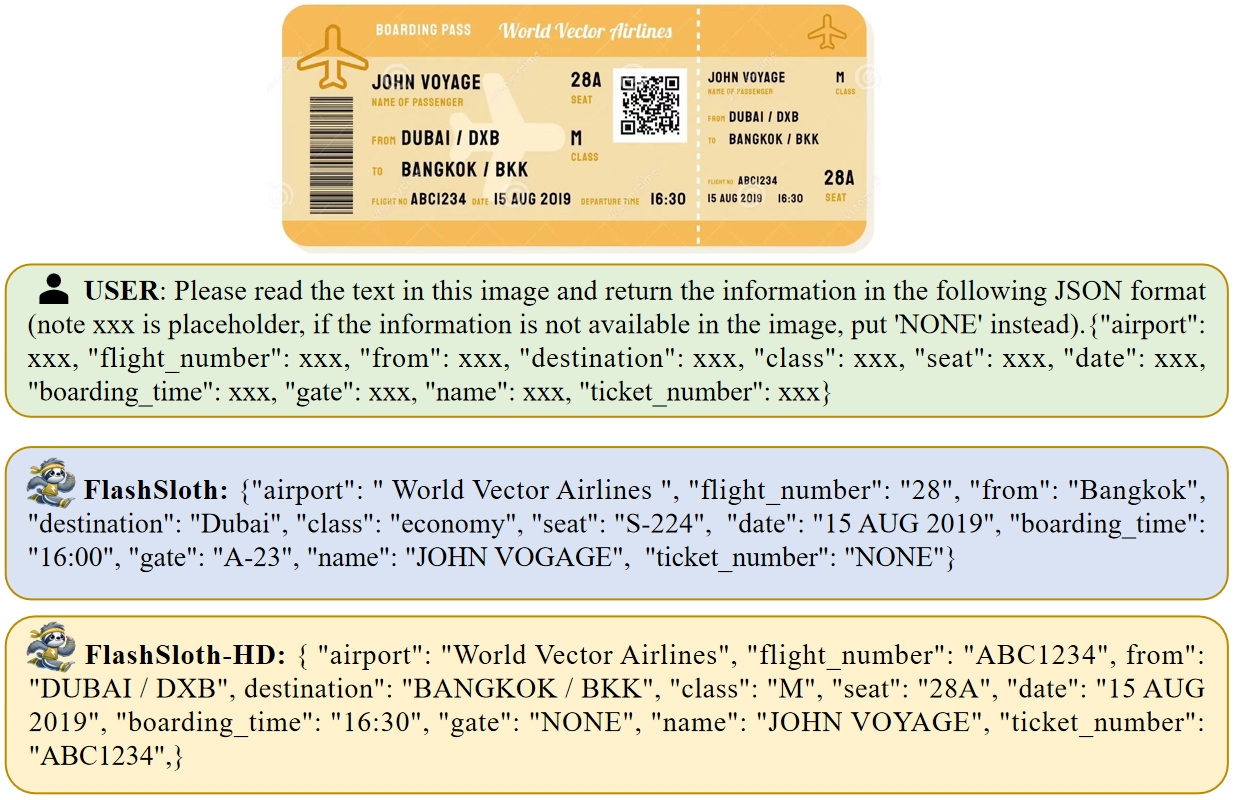 BOARDING PASS World Vector Airlines
JOHN VOYAGE
NAME OF PASSENGER
28A
SEAT
FROM DUBAI / DXB
M
CLASS
TO BANGKOK / BKK
FLIGHT NO ABC1234 DATE 15 AUG 2019 DEPARTURE TIME 16:30
JOHN VOYAGE
NAME OF PASSENGER
M
CLASS
FROM DUBAI / DXB
TO BANGKOK / BKK
FLIGHT NO ABC1234
15 AUG 2019 16:30
28A
SEAT
USER: Please read the text in this image and return the information in the following JSON format
(note xxx is placeholder, if the information is not available in the image, put 'NONE' instead).{"airport":
xxx, "flight_number": xxx, "from": xxx, "destination": xxx, "class": xxx, "seat": xxx, "date": xxx,
"boarding_time": xxx, "gate": xxx, "name": xxx, "ticket_number": xxx}
FlashSloth: {"airport": " World Vector Airlines ", "flight_number": "28", "from": "Bangkok",
"destination": "Dubai", "class": "economy", "seat": "S-224", "date": "15 AUG 2019", "boarding_time":
"16:00", "gate": "A-23", "name": "JOHN VOGAGE", "ticket_number": "NONE"}
FlashSloth-HD: { "airport": "World Vector Airlines", "flight_number": "ABC1234", from":
"DUBAI / DXB", destination": "BANGKOK / BKK", "class": "M", "seat": "28A", "date": "15 AUG
2019", "boarding_time": "16:30", "gate": "NONE", "name": "JOHN VOYAGE", "ticket_number":
"ABC1234",}